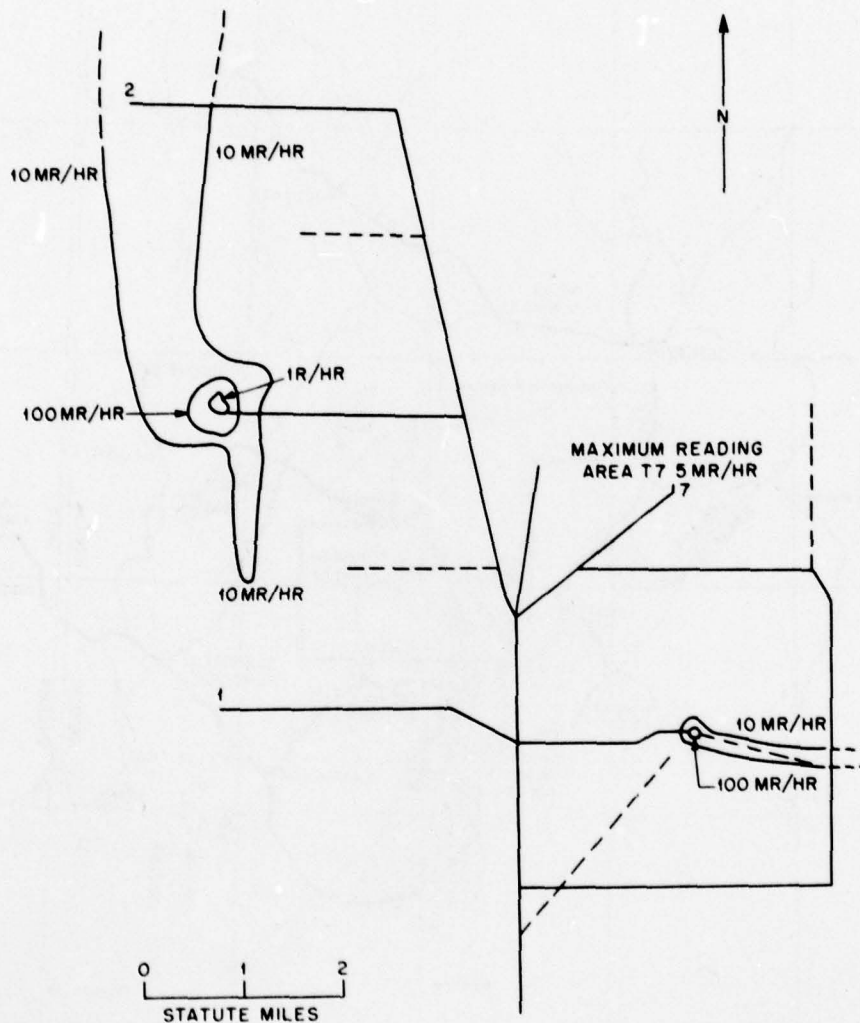 N
2
10 MR/HR
10 MR/HR
1R/HR
100 MR/HR
MAXIMUM READING
AREA T7 5 MR/HR
7
10 MR/HR
1
10 MR/HR
100 MR/HR
0 1 2
STATUTE MILES